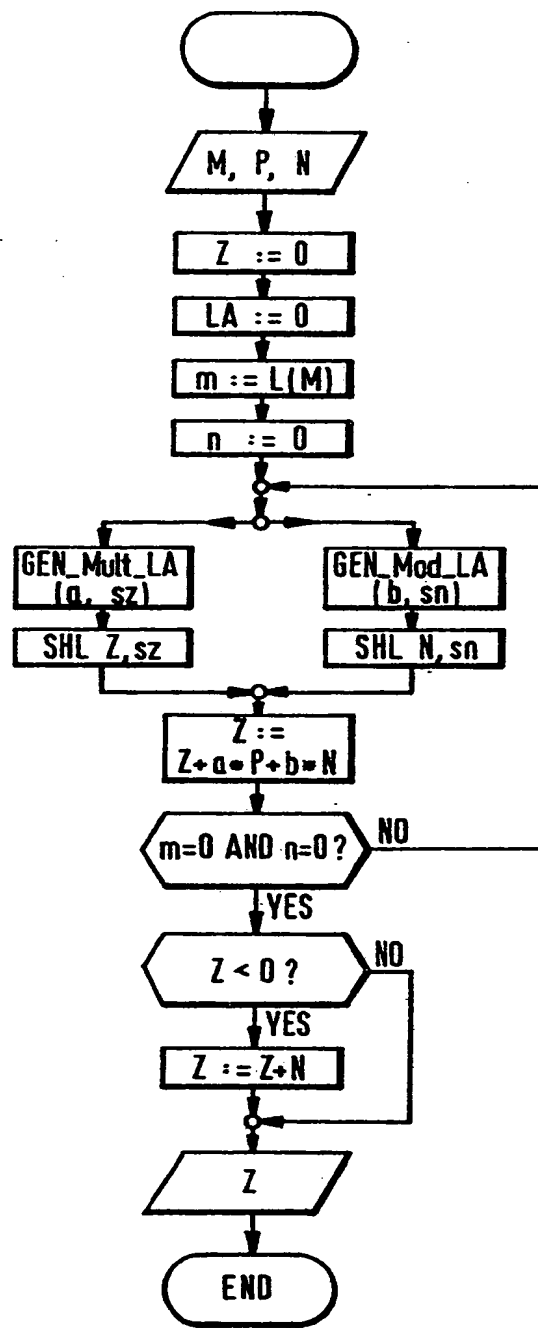 M, P, N
Z := 0
LA := 0
m := L(M)
n := 0
GEN_Mult_LA
(a, sz)
SHL Z,sz
GEN_Mod_LA
(b, sn)
SHL N,sn
Z :=
Z+a*P+b*N
m=0 AND n=0?
NO
YES
Z < 0?
NO
YES
Z := Z+N
Z
END